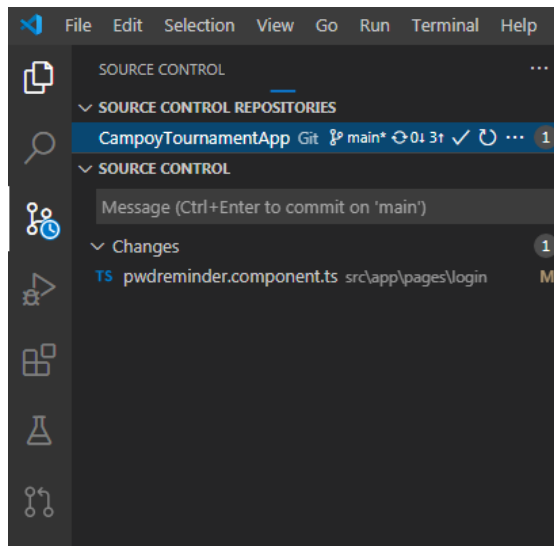 File Edit Selection View Go Run Terminal Help
SOURCE CONTROL ...
SOURCE CONTROL REPOSITORIES
CampoyTournamentApp Git main* 0↓ 3↑ ... 1
SOURCE CONTROL
Message (Ctrl+Enter to commit on 'main')
Changes 1
TS pwdreminder.component.ts src\app\pages\login M